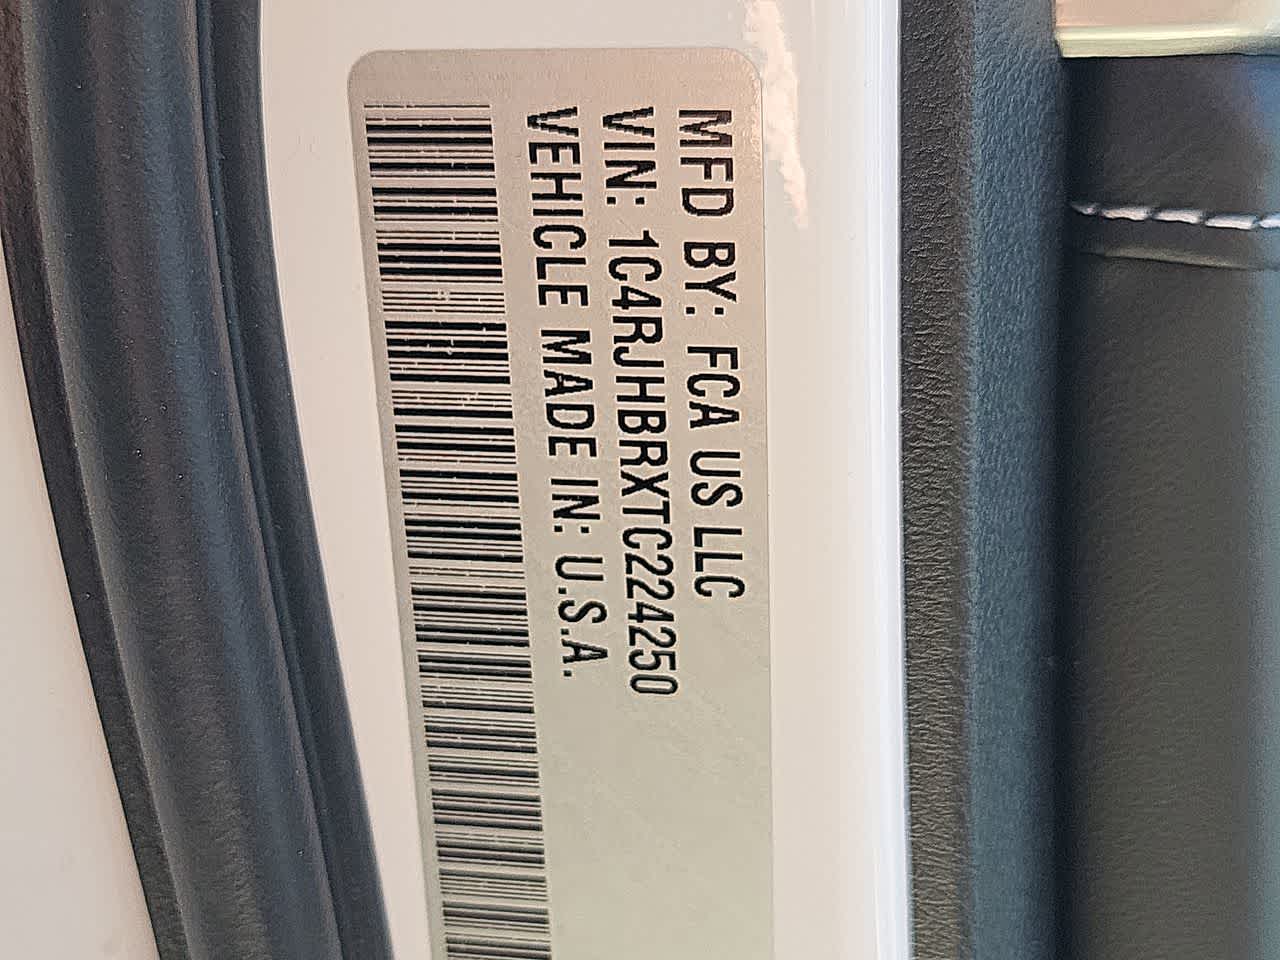 MFD BY: FCA US LLC
VIN: 1C4RJHBRXTC224250
VEHICLE MADE IN: U.S.A.